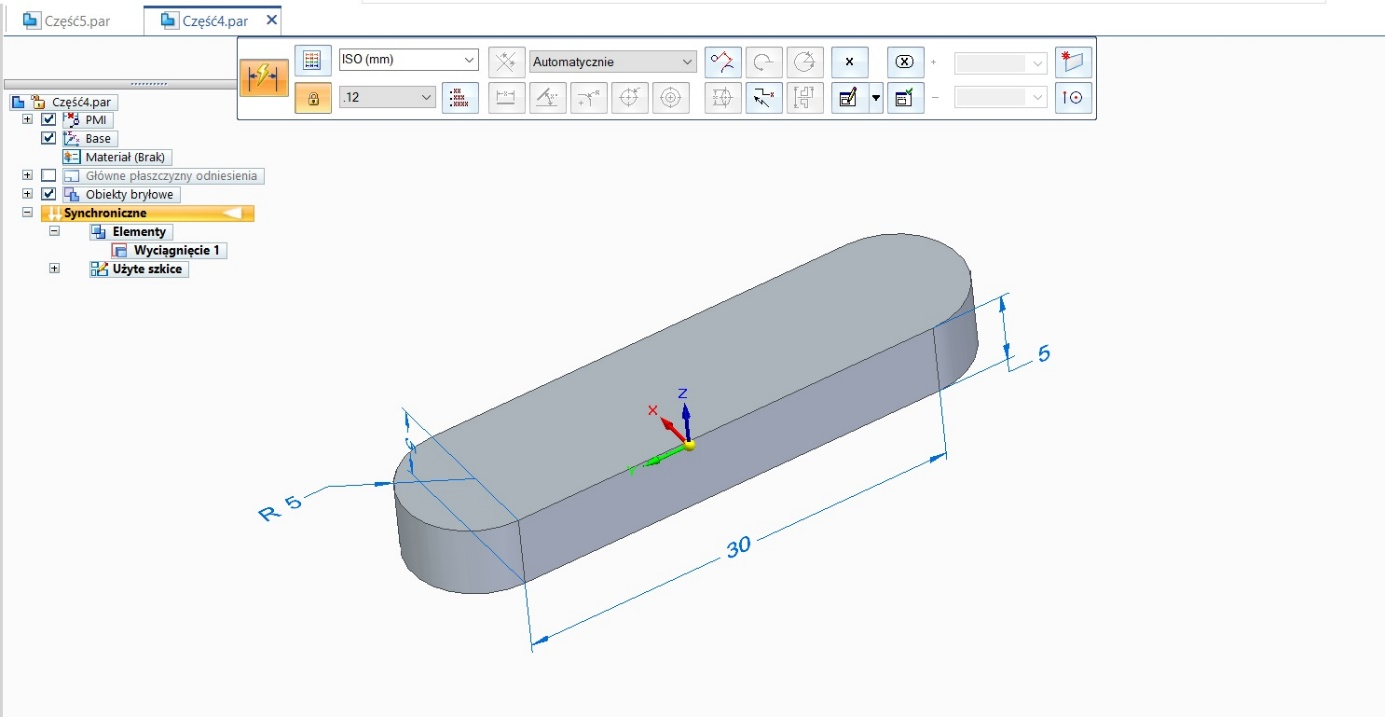 Część5.par
Część4.par
ISO (mm)
Automatycznie
.12
Część4.par
PMI
Base
Materiał (Brak)
Główne płaszczyzny odniesienia
Obiekty bryłowe
Synchroniczne
Elementy
Wyciągnięcie 1
Użyte szkice
5
Z
X
Y
5
R 5
30